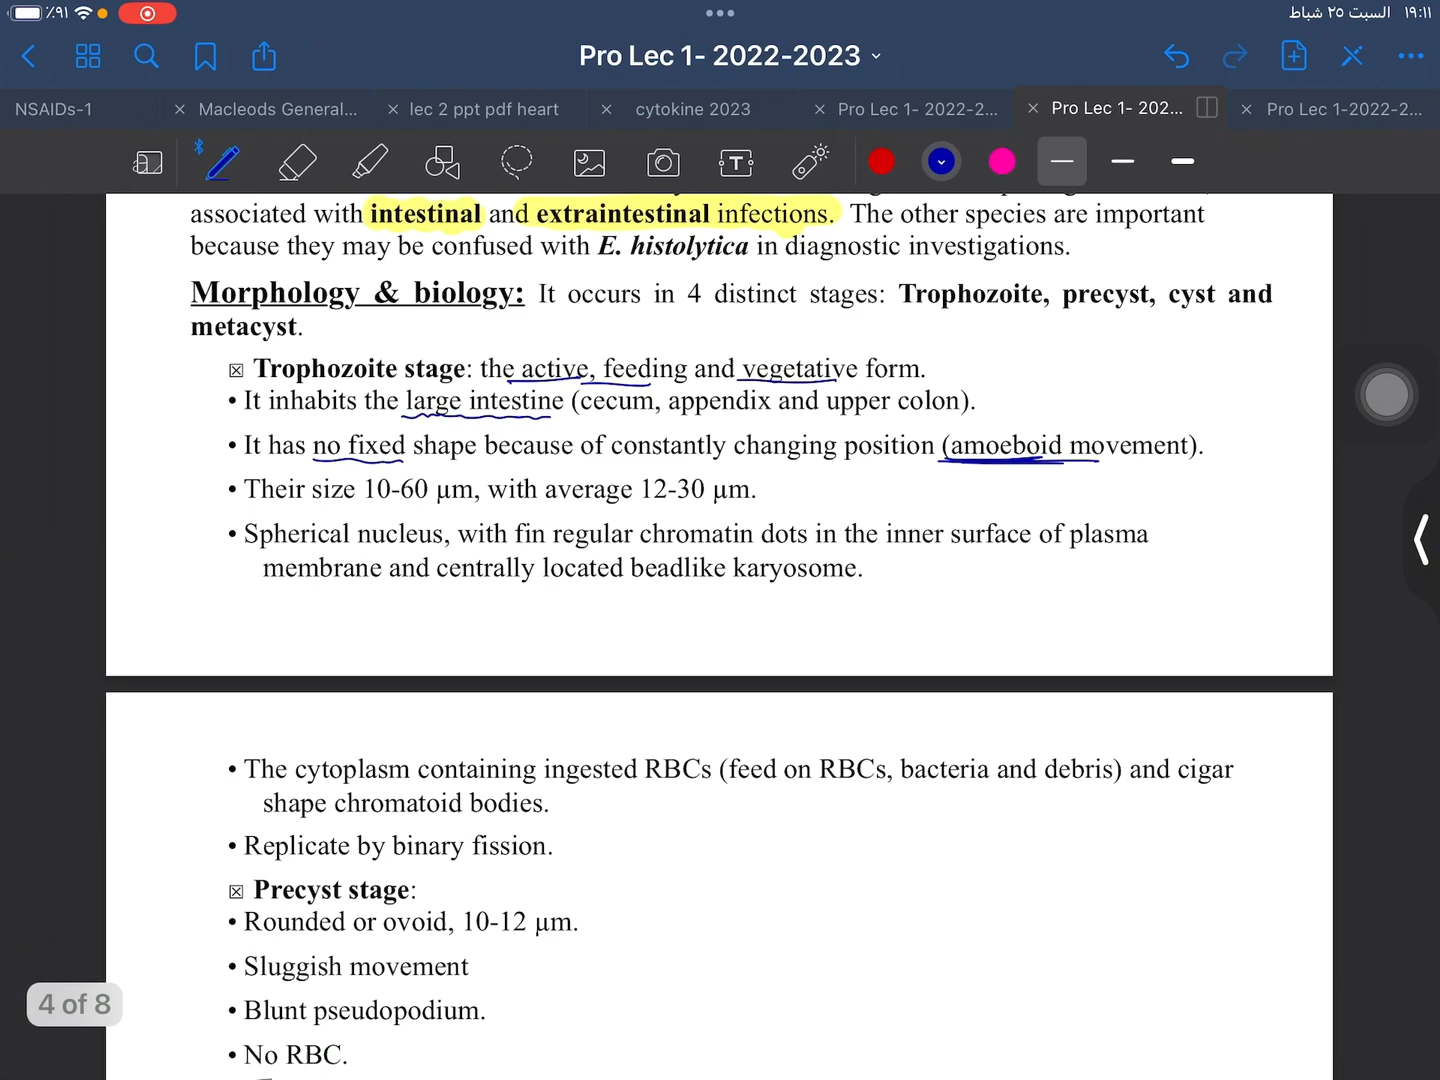 ٪٩١
السبت ٢٥ شباط ١٩:١١
Pro Lec 1- 2022-2023
NSAIDs-1
Macleods General...
lec 2 ppt pdf heart
cytokine 2023
Pro Lec 1- 2022-2...
Pro Lec 1- 202...
Pro Lec 1-2022-2...
associated with intestinal and extraintestinal infections. The other species are important
because they may be confused with E. histolytica in diagnostic investigations.
Morphology & biology: It occurs in 4 distinct stages: Trophozoite, precyst, cyst and
metacyst.
☒ Trophozoite stage: the active, feeding and vegetative form.
• It inhabits the large intestine (cecum, appendix and upper colon).
• It has no fixed shape because of constantly changing position (amoeboid movement).
• Their size 10-60 µm, with average 12-30 µm.
• Spherical nucleus, with fin regular chromatin dots in the inner surface of plasma
membrane and centrally located beadlike karyosome.
• The cytoplasm containing ingested RBCs (feed on RBCs, bacteria and debris) and cigar
shape chromatoid bodies.
• Replicate by binary fission.
☒ Precyst stage:
• Rounded or ovoid, 10-12 µm.
• Sluggish movement
• Blunt pseudopodium.
• No RBC.
4 of 8